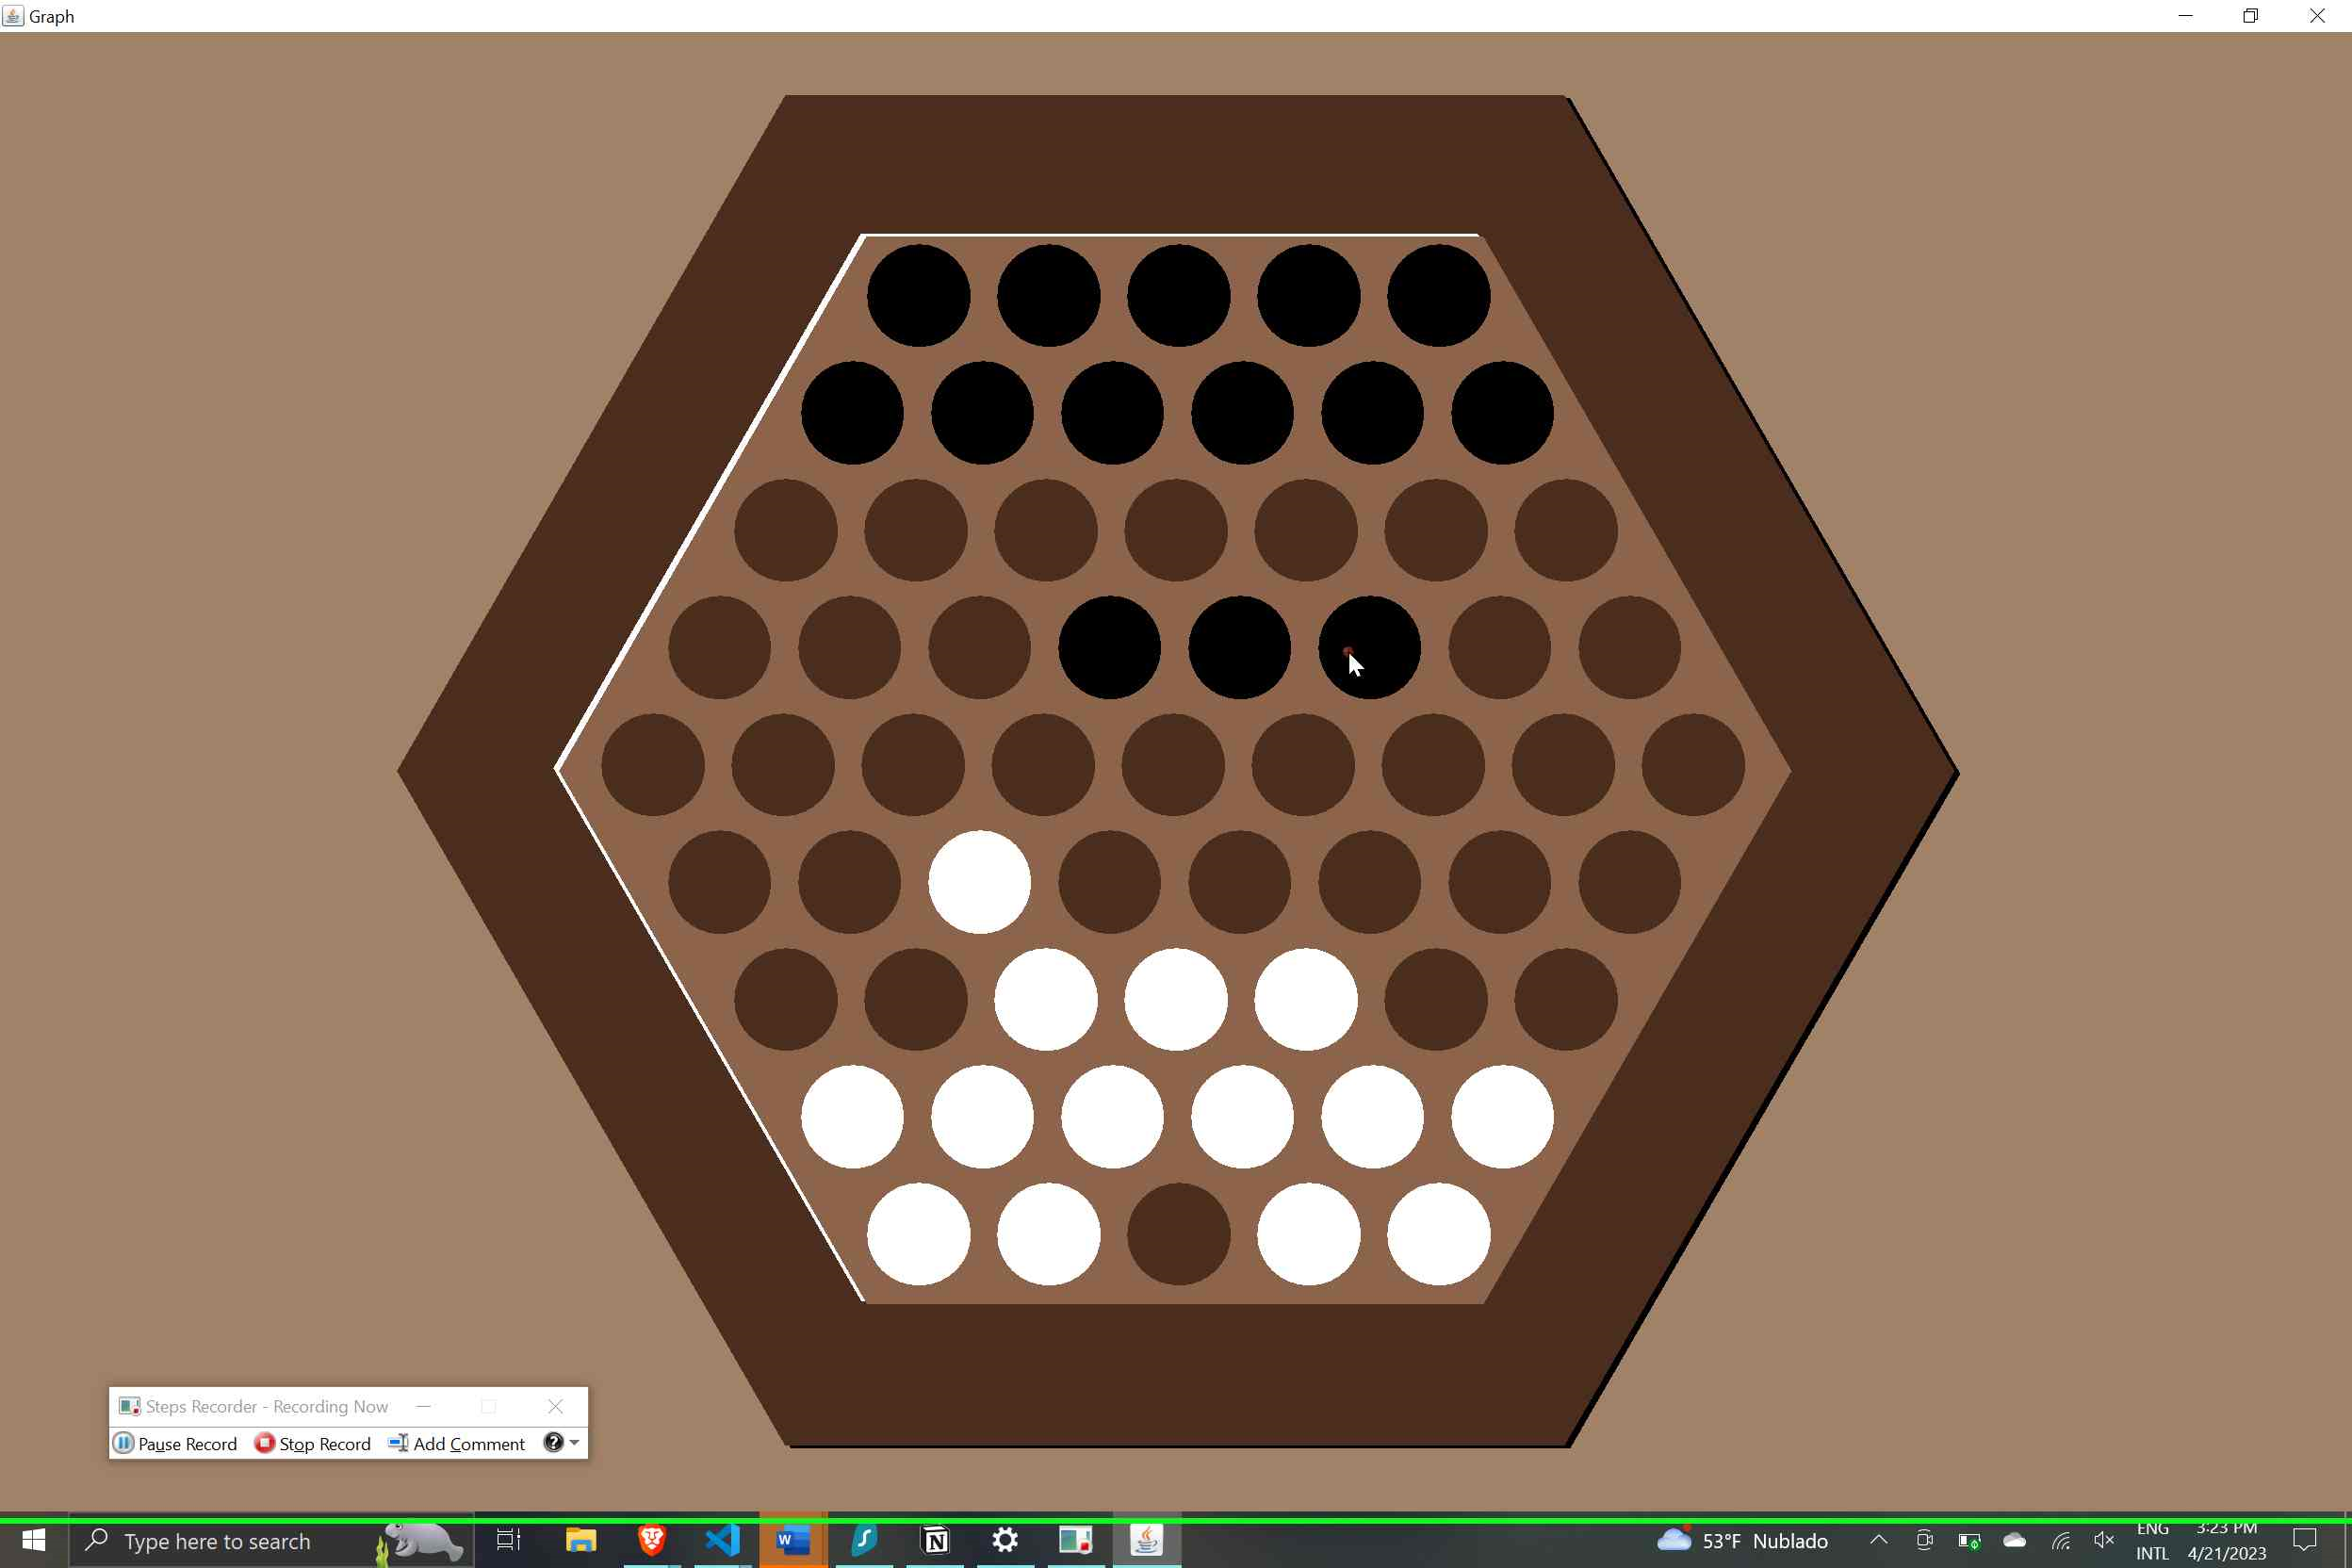 Graph
Steps Recorder - Recording Now
Pause Record Stop Record Add Comment
Type here to search
W
N
53°F Nublado
ENG
INTL
3:23 PM
4/21/2023